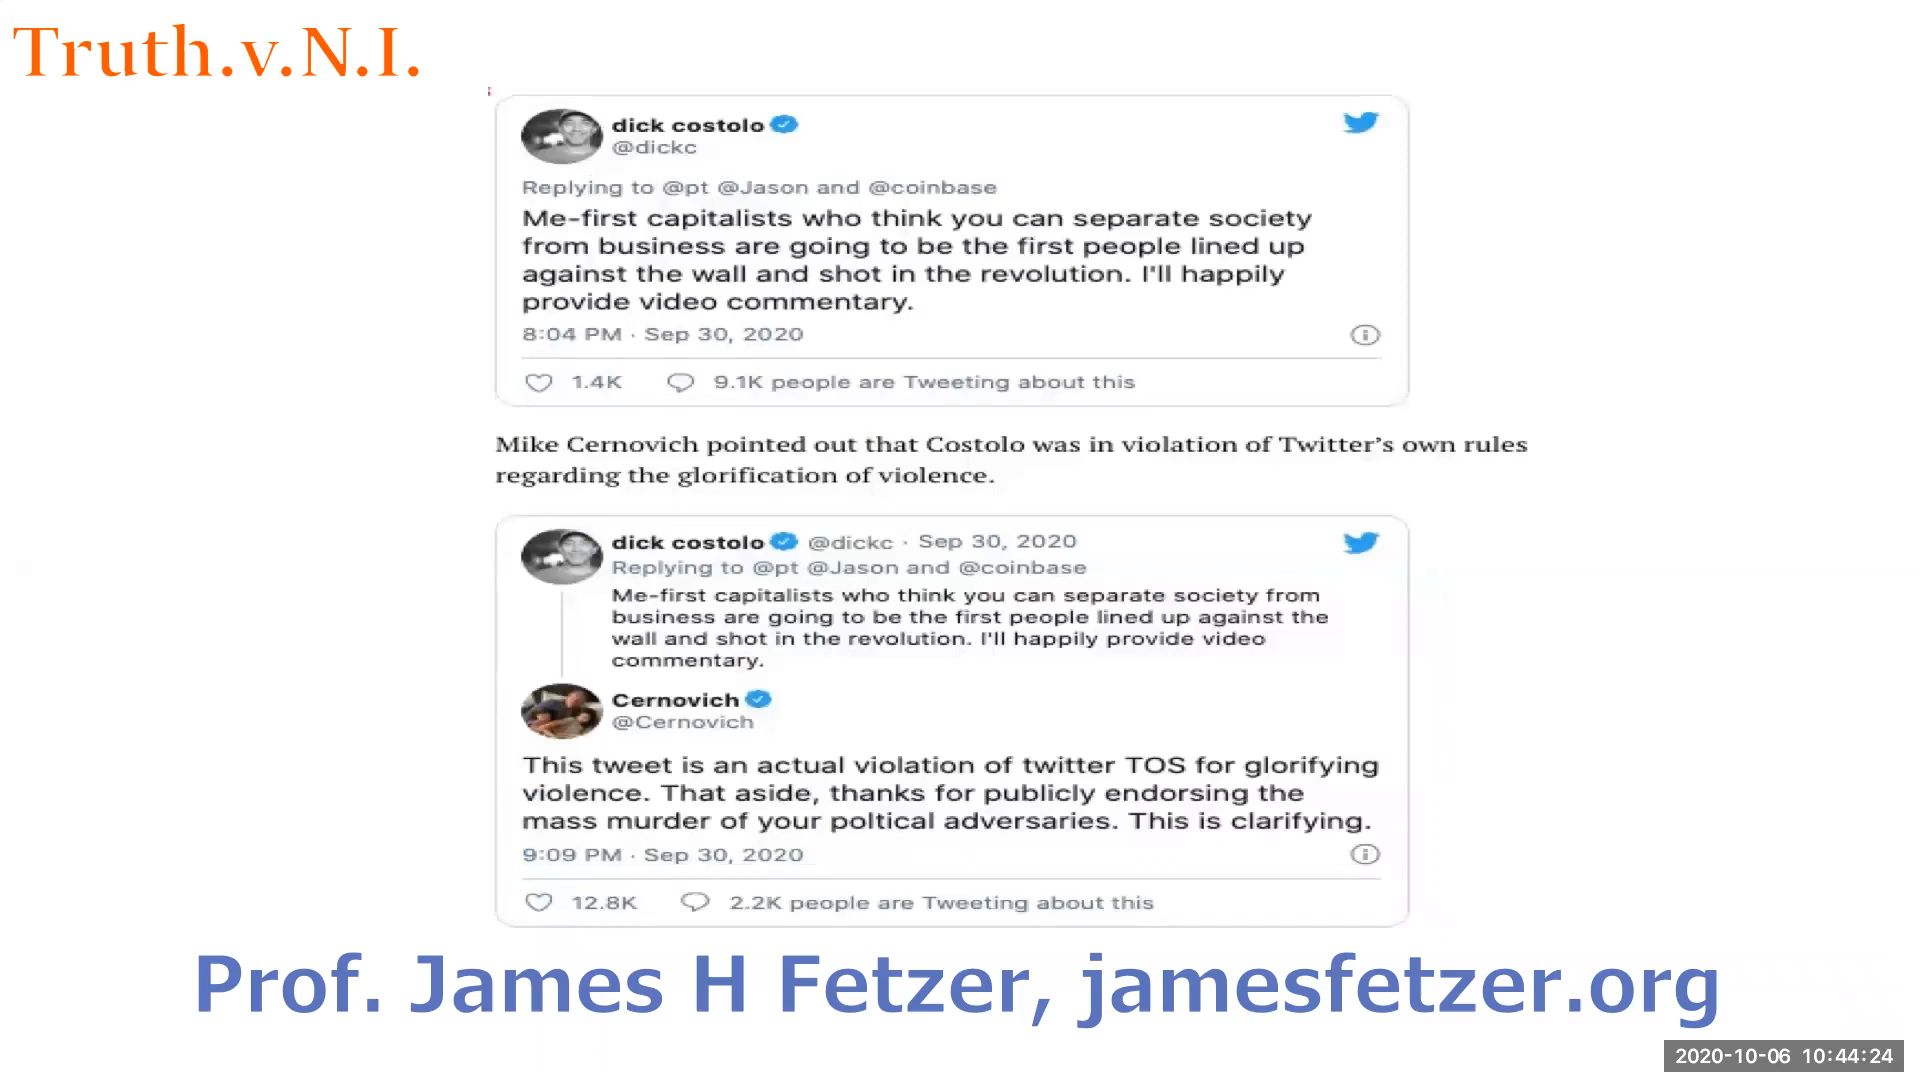 Truth.v.N.I.
dick costolo
@dickc
Replying to @pt @Jason and @coinbase
Me-first capitalists who think you can separate society
from business are going to be the first people lined up
against the wall and shot in the revolution. I'll happily
provide video commentary.
8:04 PM · Sep 30, 2020
1.4K 9.1K people are Tweeting about this
Mike Cernovich pointed out that Costolo was in violation of Twitter’s own rules
regarding the glorification of violence.
dick costolo @dickc · Sep 30, 2020
Replying to @pt @Jason and @coinbase
Me-first capitalists who think you can separate society from
business are going to be the first people lined up against the
wall and shot in the revolution. I'll happily provide video
commentary.
Cernovich
@Cernovich
This tweet is an actual violation of twitter TOS for glorifying
violence. That aside, thanks for publicly endorsing the
mass murder of your poltical adversaries. This is clarifying.
9:09 PM · Sep 30, 2020
12.8K 2.2K people are Tweeting about this
Prof. James H Fetzer, jamesfetzer.org
2020-10-06 10:44:24